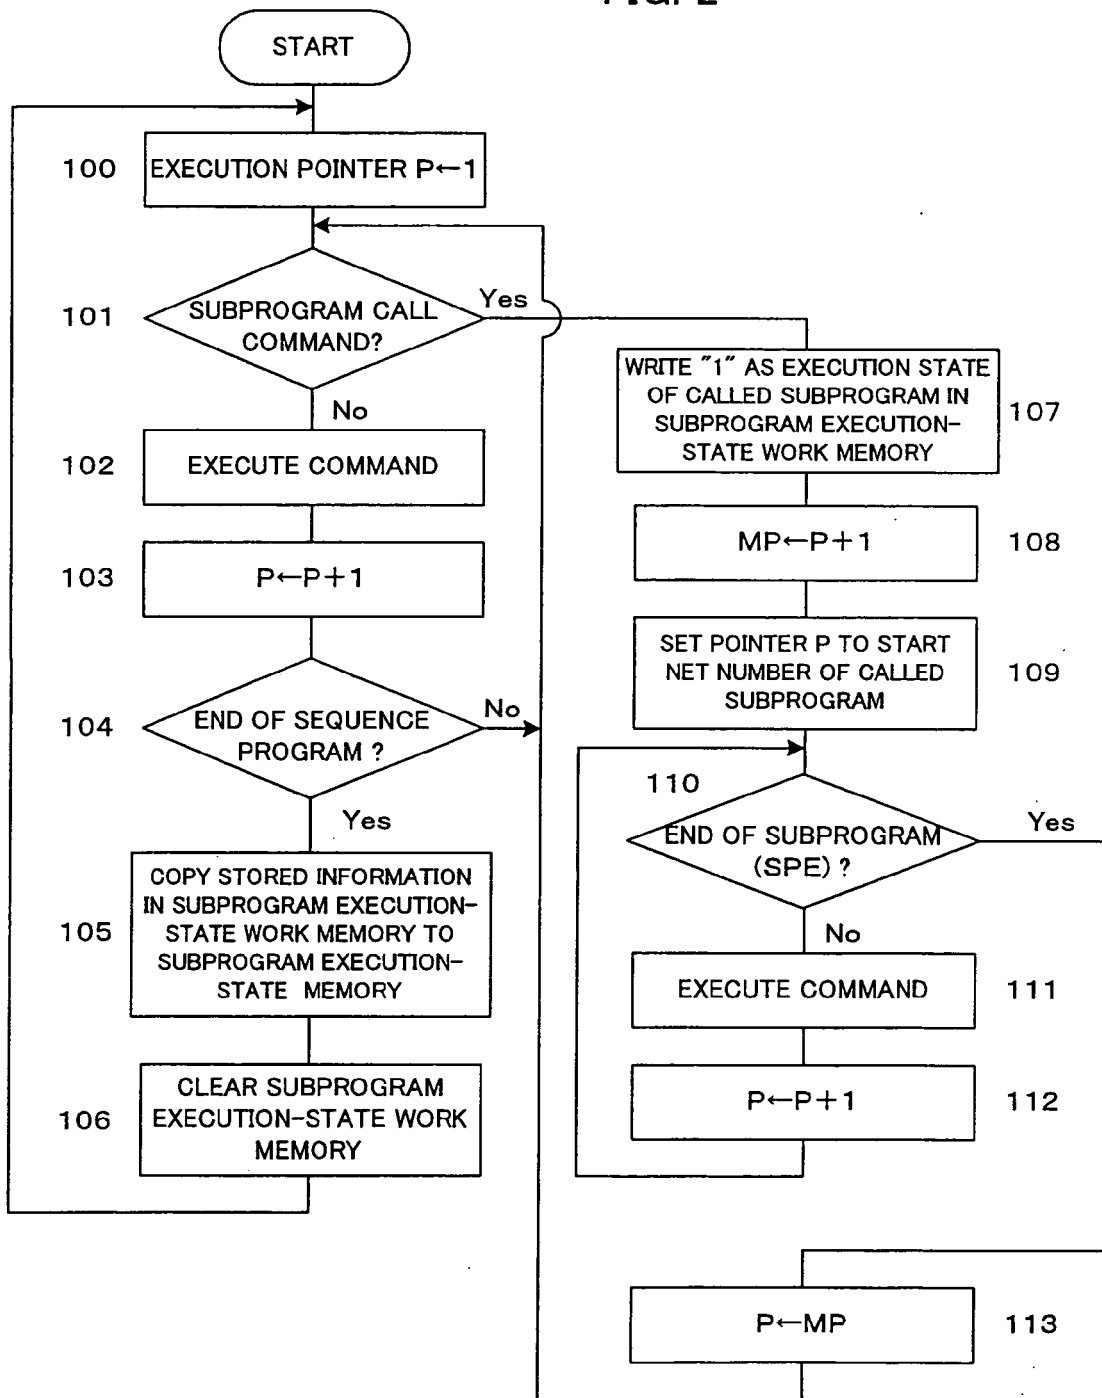 START
100
EXECUTION POINTER P←1
101
SUBPROGRAM CALL
COMMAND?
Yes
No
102
EXECUTE COMMAND
103
P←P+1
104
END OF SEQUENCE
PROGRAM ?
No
Yes
105
COPY STORED INFORMATION
IN SUBPROGRAM EXECUTION-
STATE WORK MEMORY TO
SUBPROGRAM EXECUTION-
STATE MEMORY
106
CLEAR SUBPROGRAM
EXECUTION-STATE WORK
MEMORY
WRITE "1" AS EXECUTION STATE
OF CALLED SUBPROGRAM IN
SUBPROGRAM EXECUTION-
STATE WORK MEMORY
107
MP←P+1
108
SET POINTER P TO START
NET NUMBER OF CALLED
SUBPROGRAM
109
110
END OF SUBPROGRAM
(SPE) ?
Yes
No
EXECUTE COMMAND
111
P←P+1
112
P←MP
113